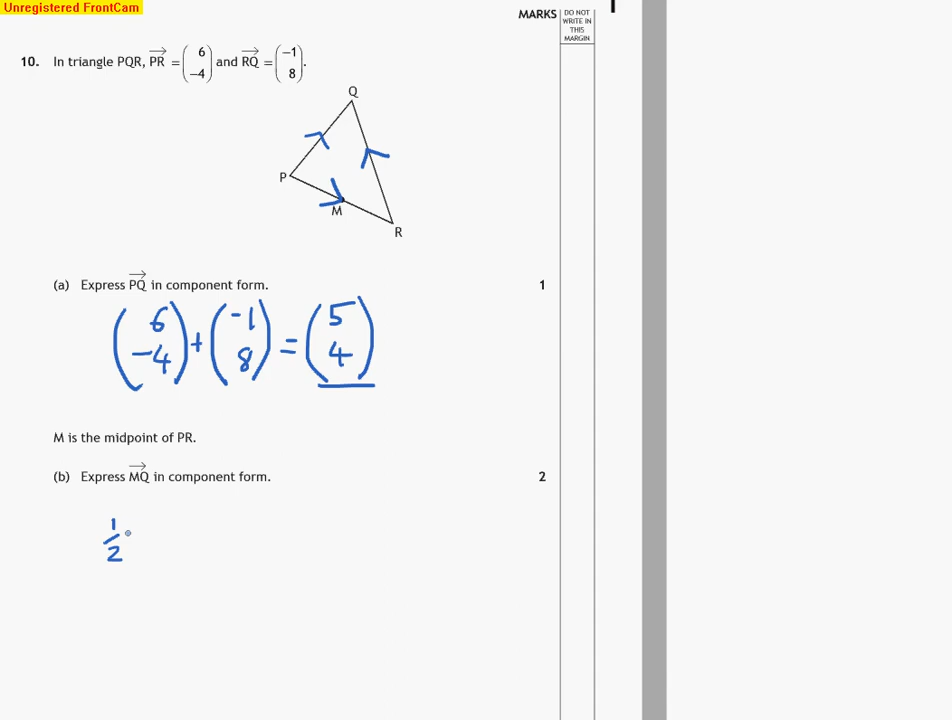 Unregistered FrontCam
MARKS
DO NOT
WRITE IN
THIS
MARGIN
10. In triangle PQR, PR→ = (6 −4) and RQ→ = (−1 8).
Q
P
M
R
(a) Express PQ→ in component form. 1
(6 −4) + (−1 8) = (5 4)
M is the midpoint of PR.
(b) Express MQ→ in component form. 2
1/2